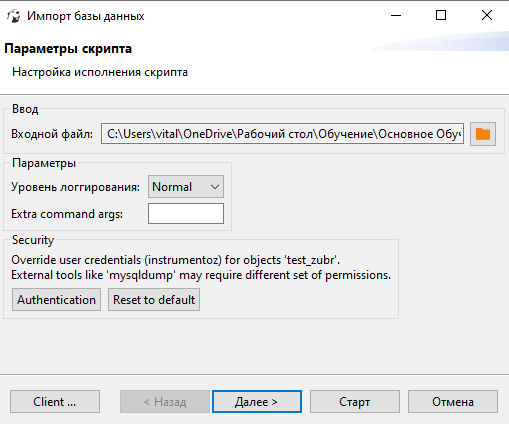 Импорт базы данных
Параметры скрипта
Настройка исполнения скрипта
Ввод
Входной файл: C:\Users\vital\OneDrive\Рабочий стол\Обучение\Основное Обуч
Параметры
Уровень логгирования: Normal
Extra command args:
Security
Override user credentials (instrumentoz) for objects 'test_zubr'.
External tools like 'mysqldump' may require different set of permissions.
Authentication Reset to default
Client ... < Назад Далее > Старт Отмена